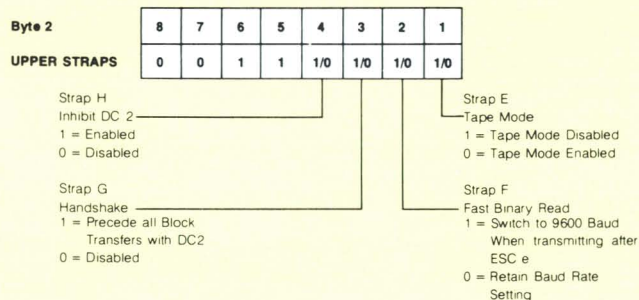 Byte 2 8 7 6 5 4 3 2 1
UPPER STRAPS 0 0 1 1 1/0 1/0 1/0 1/0
Strap H
Inhibit DC 2
1 = Enabled
0 = Disabled
Strap G
Handshake
1 = Precede all Block
Transfers with DC2
0 = Disabled
Strap E
Tape Mode
1 = Tape Mode Disabled
0 = Tape Mode Enabled
Strap F
Fast Binary Read
1 = Switch to 9600 Baud
When transmitting after
ESC e
0 = Retain Baud Rate
Setting